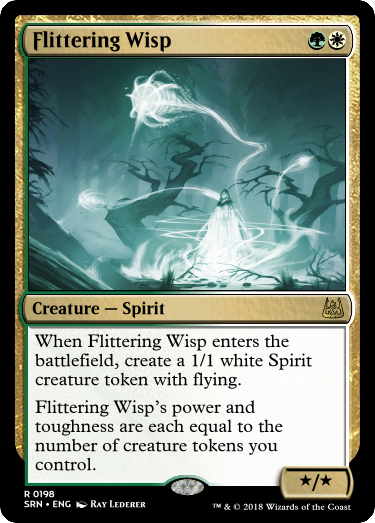 Flittering Wisp
Creature — Spirit
When Flittering Wisp enters the
battlefield, create a 1/1 white Spirit
creature token with flying.
Flittering Wisp's power and
toughness are each equal to the
number of creature tokens you
control.
★/★
R 0198
SRN • ENG Ray Lederer
™ & © 2018 Wizards of the Coast